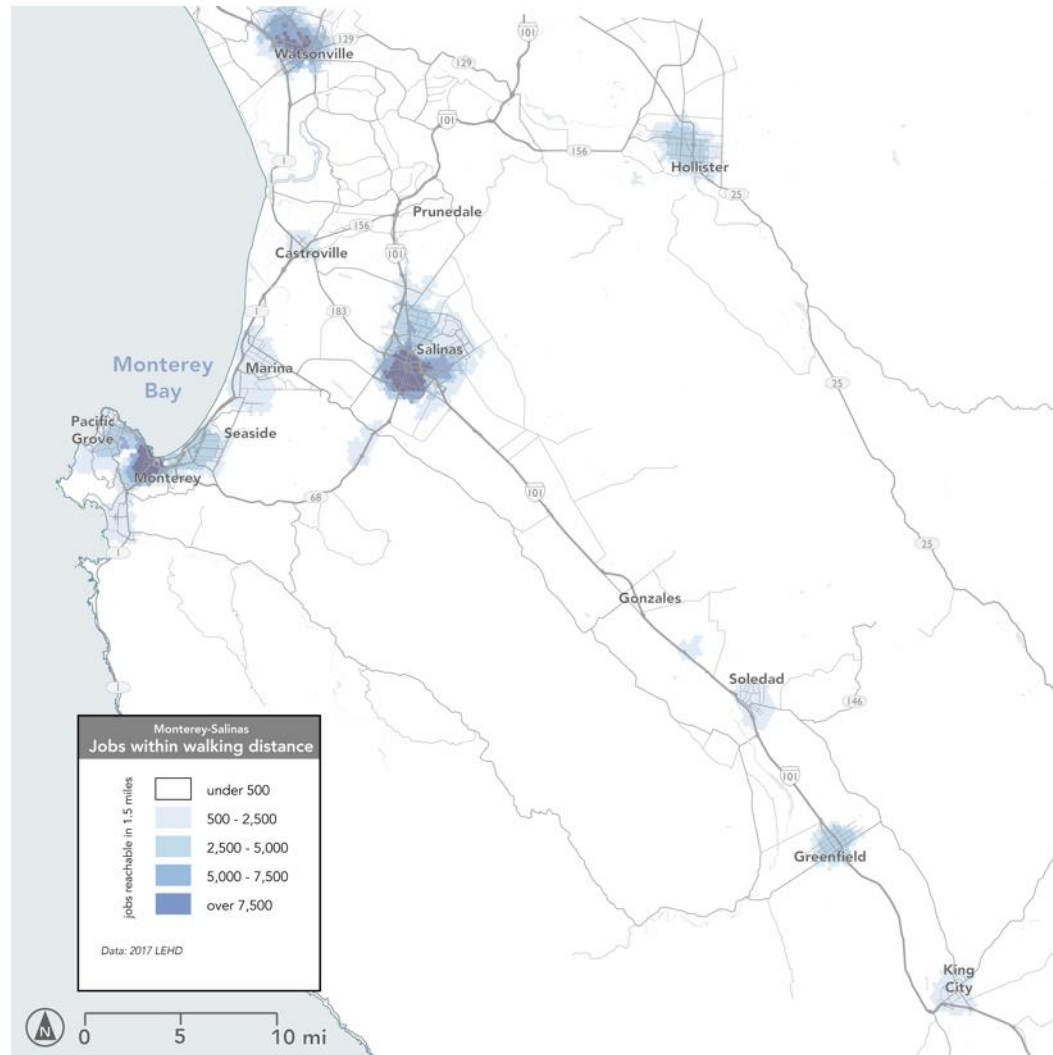 129
101
Watsonville
129
101
1
156
Hollister
25
Prunedale
156
Castroville
101
1
183
Salinas
Monterey
Bay
Marina
25
Pacific
Grove
Seaside
Monterey
68
101
1
25
Gonzales
Soledad
1
146
101
Greenfield
King
City
Monterey-Salinas
Jobs within walking distance
jobs reachable in 1.5 miles
under 500
500 - 2,500
2,500 - 5,000
5,000 - 7,500
over 7,500
Data: 2017 LEHD
N
0 5 10 mi